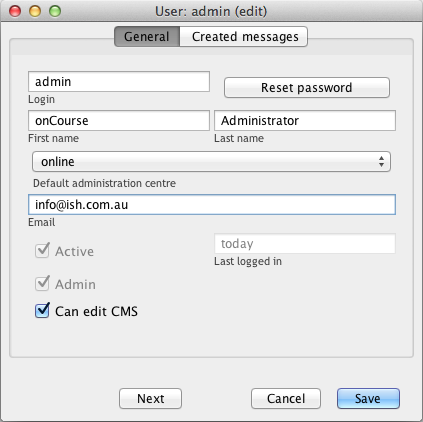 User: admin (edit)
General Created messages
admin Reset password
Login
onCourse Administrator
First name Last name
online
Default administration centre
info@ish.com.au
Email
Active today
Last logged in
Admin
Can edit CMS
Next Cancel Save